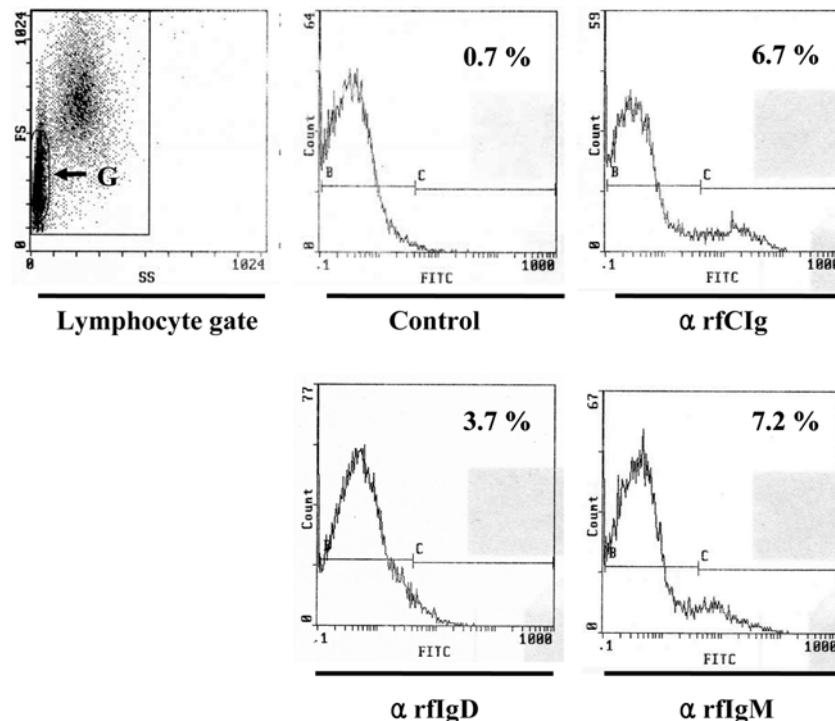 1024
FS
0
G
0
1024
SS
Lymphocyte gate
64
Count
0
0.7 %
B
C
.1
1000
FITC
Control
59
Count
0
6.7 %
B
C
.1
1000
FITC
α rfCIg
77
Count
0
3.7 %
B
C
.1
1000
FITC
α rfIgD
67
Count
0
7.2 %
B
C
.1
1000
FITC
α rfIgM